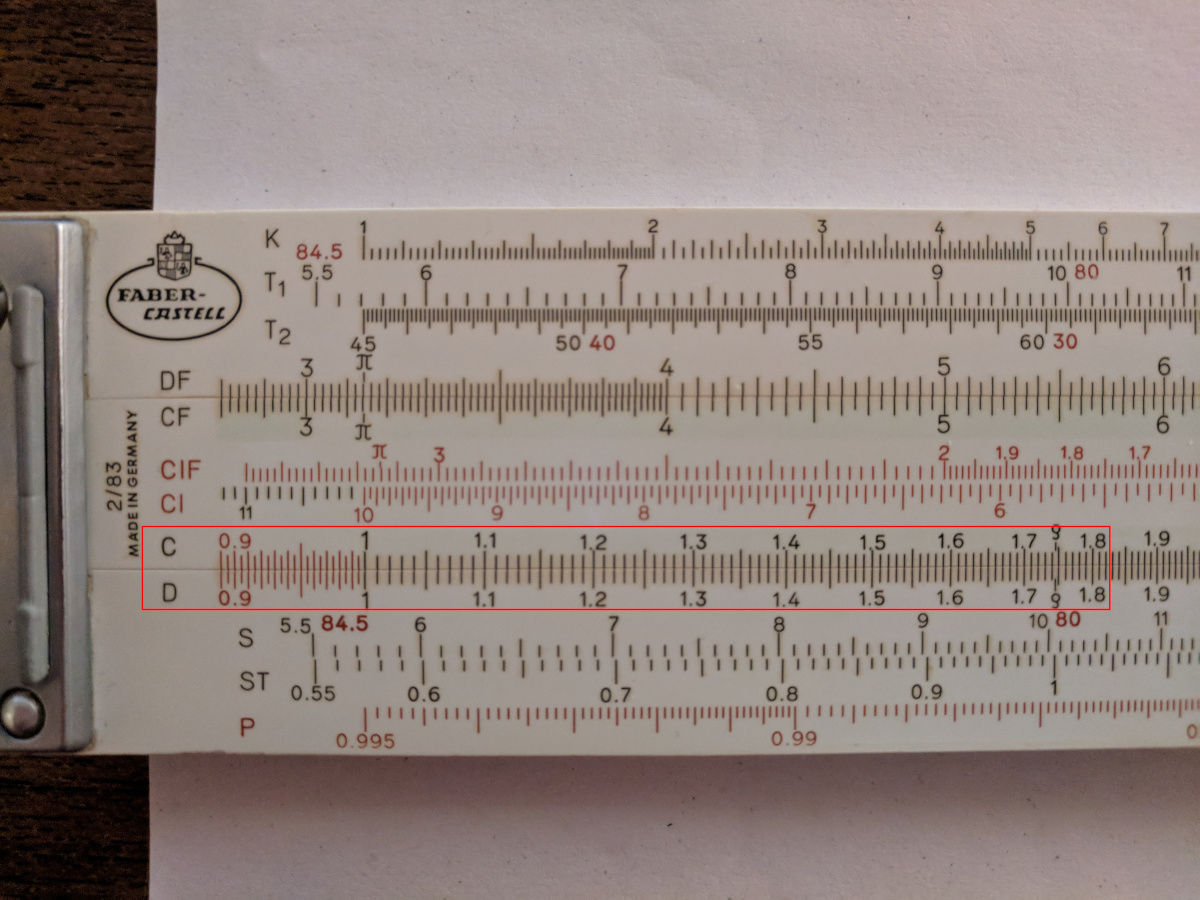 K 1 2 3 4 5 6 7
84.5
T1 5.5 6 7 8 9 10 80 11
FABER-
CASTELL
T2 45 50 40 55 60 30
π
DF 3 4 5 6
CF 3 π 4 5 6
CIF π 3 2 1.9 1.8 1.7
CI 11 10 9 8 7 6
2/83
MADE IN GERMANY
C 0.9 1 1.1 1.2 1.3 1.4 1.5 1.6 1.7 1.8 1.9
D 0.9 1 1.1 1.2 1.3 1.4 1.5 1.6 1.7 1.8 1.9
S 5.5 84.5 6 7 8 9 10 80 11
ST 0.55 0.6 0.7 0.8 0.9 1
P 0.995 0.99